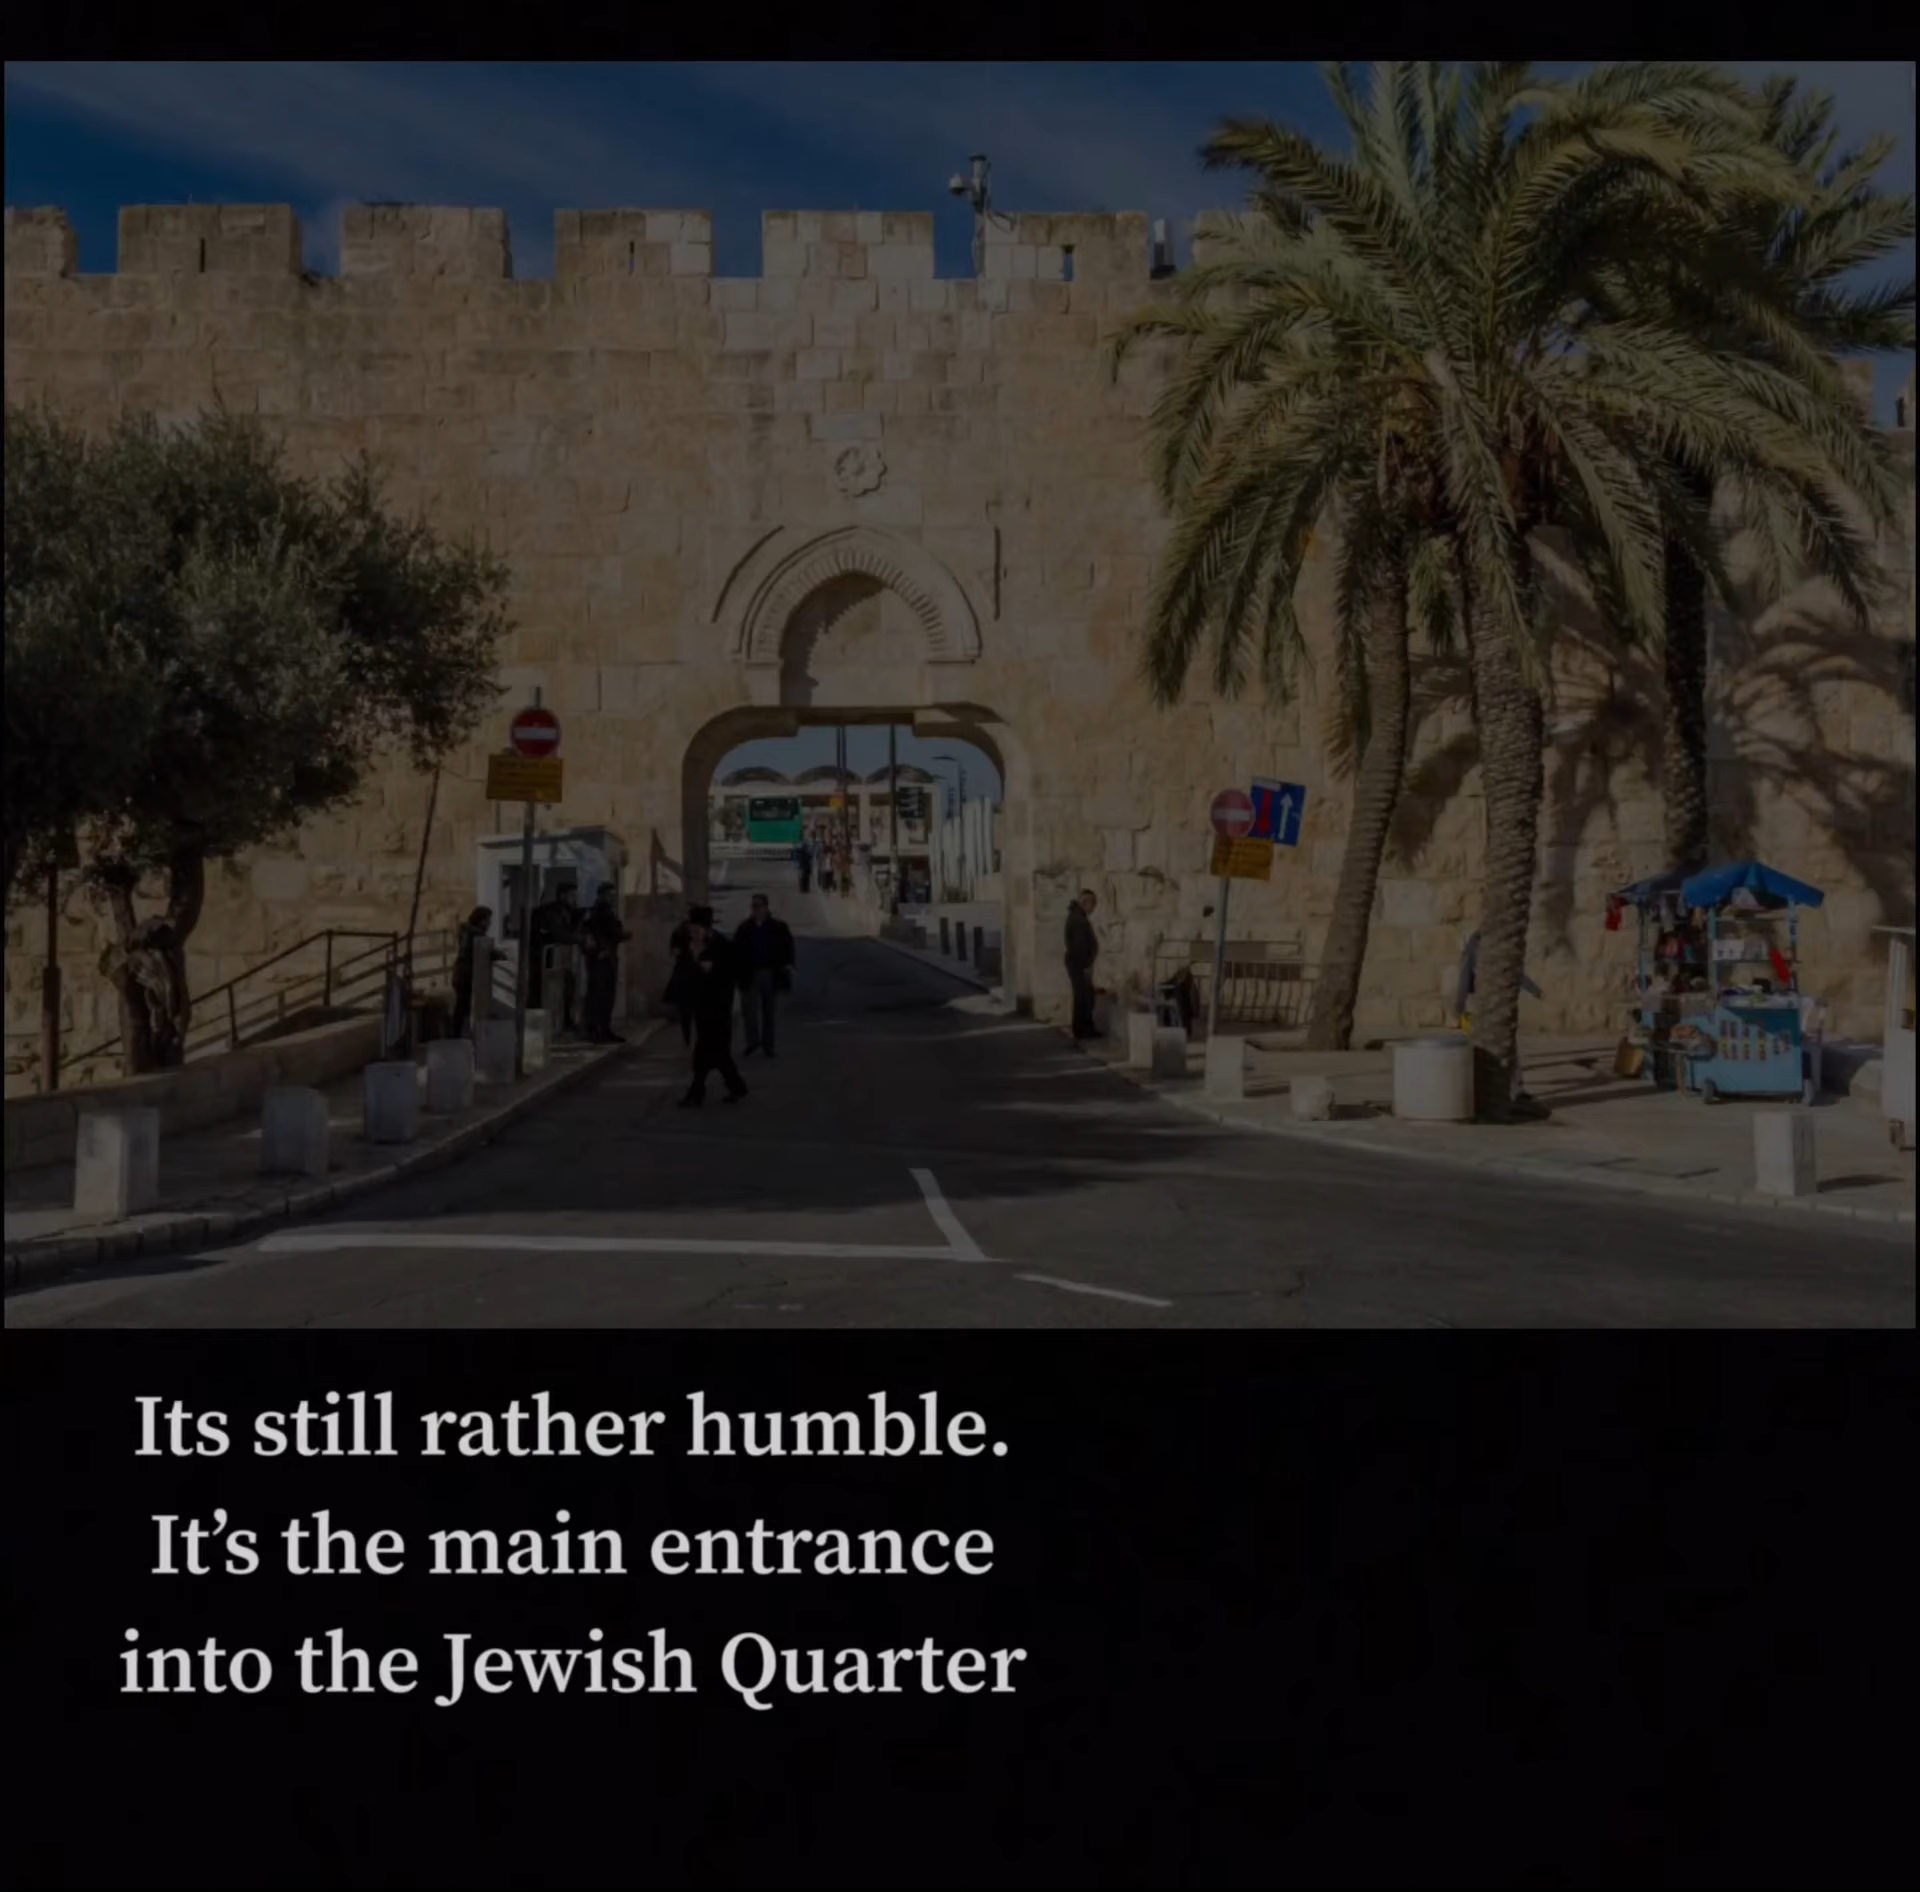 Its still rather humble.
It’s the main entrance
into the Jewish Quarter